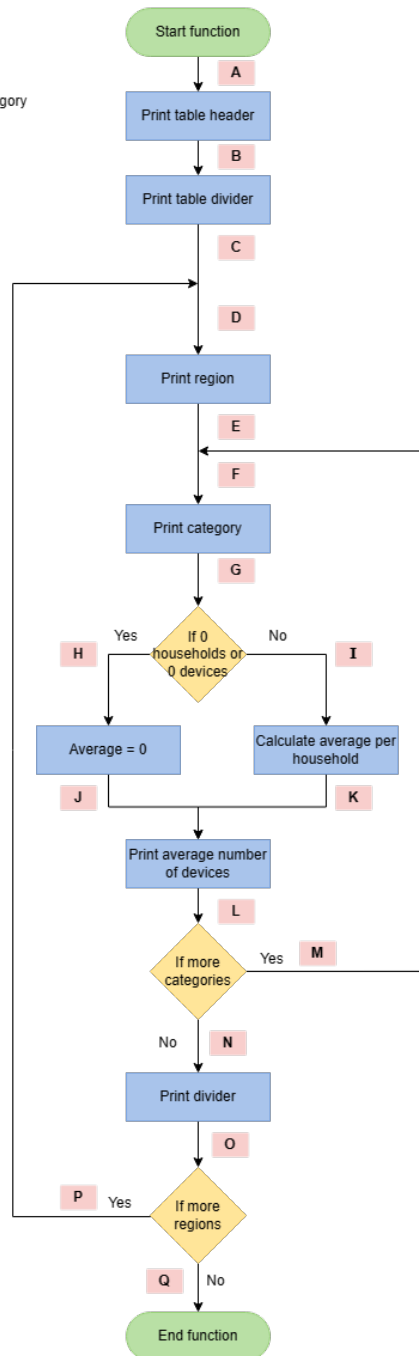 Start function
A
gory
Print table header
B
Print table divider
C
D
Print region
E
F
Print category
G
If 0
households or
0 devices
Yes
No
H
I
Average = 0
Calculate average per
household
J
K
Print average number
of devices
L
If more
categories
Yes
M
No
N
Print divider
O
P
Yes
If more
regions
Q
No
End function